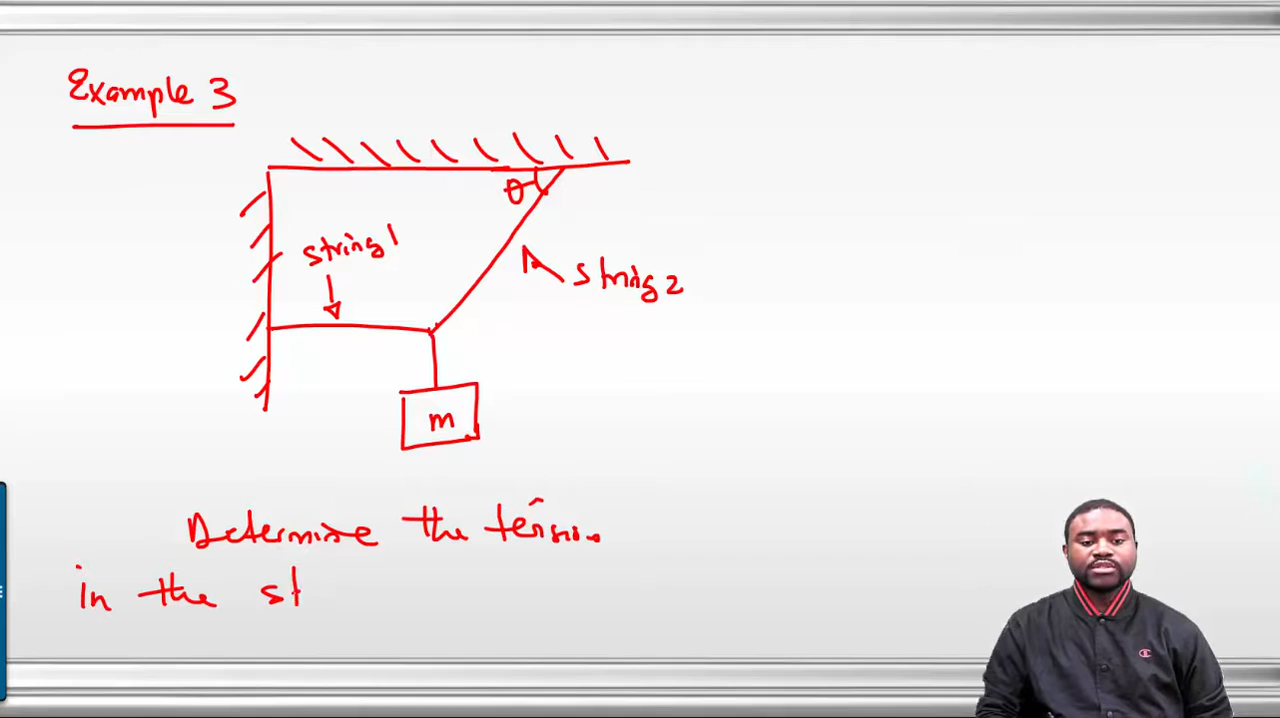 Example 3
θ
string 1
string 2
m
Determine the tension
in the st